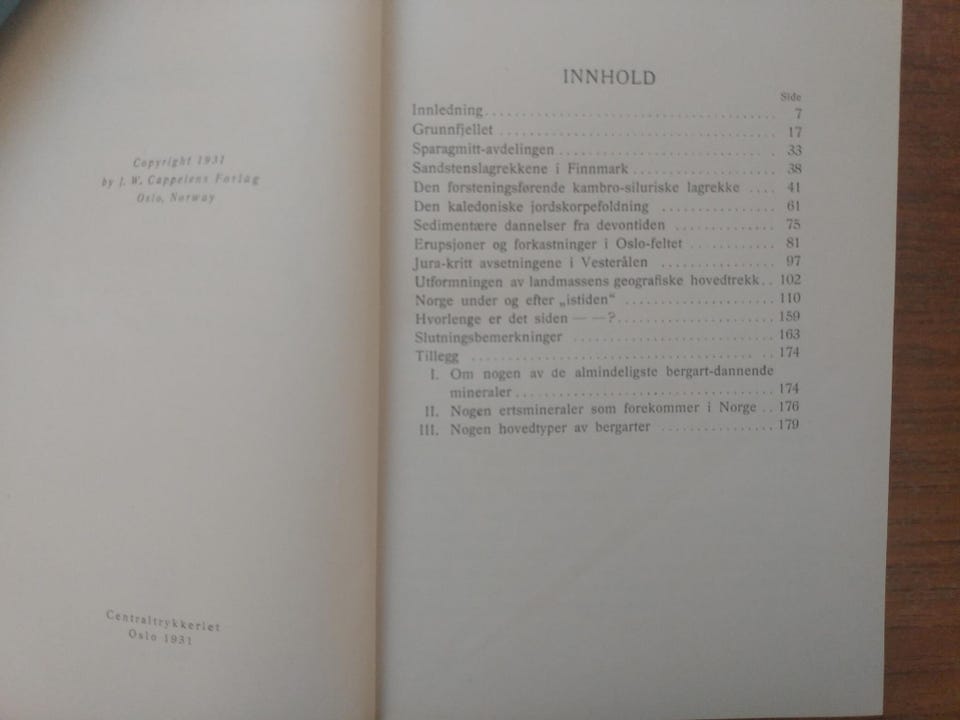 Copyright 1931
by J. W. Cappelens Forlag
Oslo, Norway
Centraltrykkeriet
Oslo 1931
INNHOLD
Side
Innledning 7
Grunnfjellet 17
Sparagmitt-avdelingen 33
Sandstenslagrekkene i Finnmark 38
Den forsteningsførende kambro-siluriske lagrekke 41
Den kaledoniske jordskorpefoldning 61
Sedimentære dannelser fra devontiden 75
Erupsjoner og forkastninger i Oslo-feltet 81
Jura-kritt avsetningene i Vesterålen 97
Utformningen av landmassens geografiske hovedtrekk 102
Norge under og efter „istiden" 110
Hvorlenge er det siden — —? 159
Slutningsbemerkninger 163
Tillegg 174
I. Om nogen av de almindeligste bergart-dannende
mineraler 174
II. Nogen ertsmineraler som forekommer i Norge 176
III. Nogen hovedtyper av bergarter 179